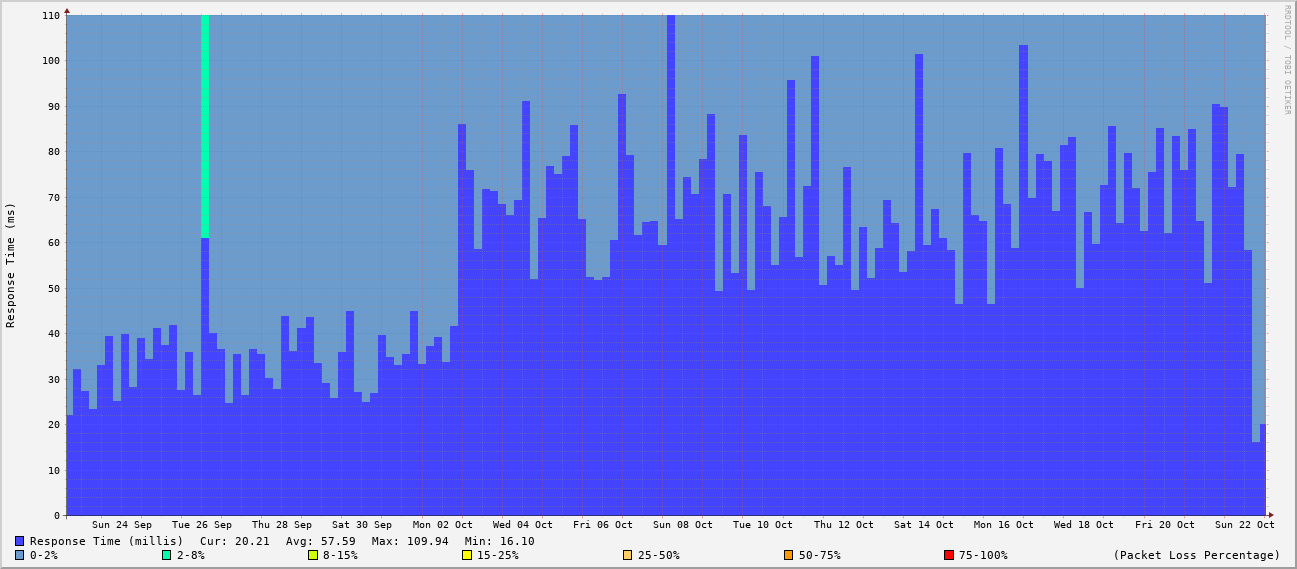 RRDTOOL / TOBI OETIKER
Response Time (ms)
110
100
90
80
70
60
50
40
30
20
10
0
Sun 24 Sep Tue 26 Sep Thu 28 Sep Sat 30 Sep Mon 02 Oct Wed 04 Oct Fri 06 Oct Sun 08 Oct Tue 10 Oct Thu 12 Oct Sat 14 Oct Mon 16 Oct Wed 18 Oct Fri 20 Oct Sun 22 Oct
Response Time (millis) Cur: 20.21 Avg: 57.59 Max: 109.94 Min: 16.10
0-2% 2-8% 8-15% 15-25% 25-50% 50-75% 75-100% (Packet Loss Percentage)